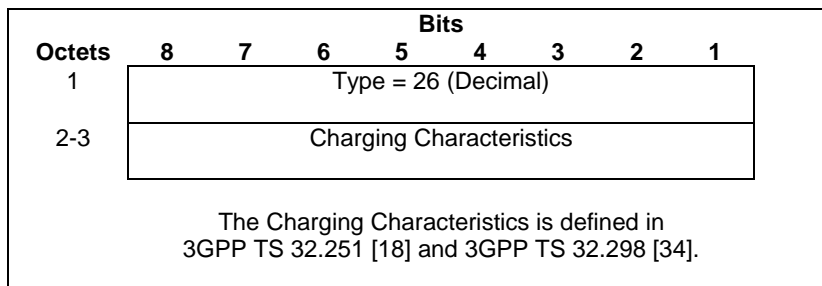 Bits
Octets 8 7 6 5 4 3 2 1
1 Type = 26 (Decimal)
2-3 Charging Characteristics
The Charging Characteristics is defined in
3GPP TS 32.251 [18] and 3GPP TS 32.298 [34].